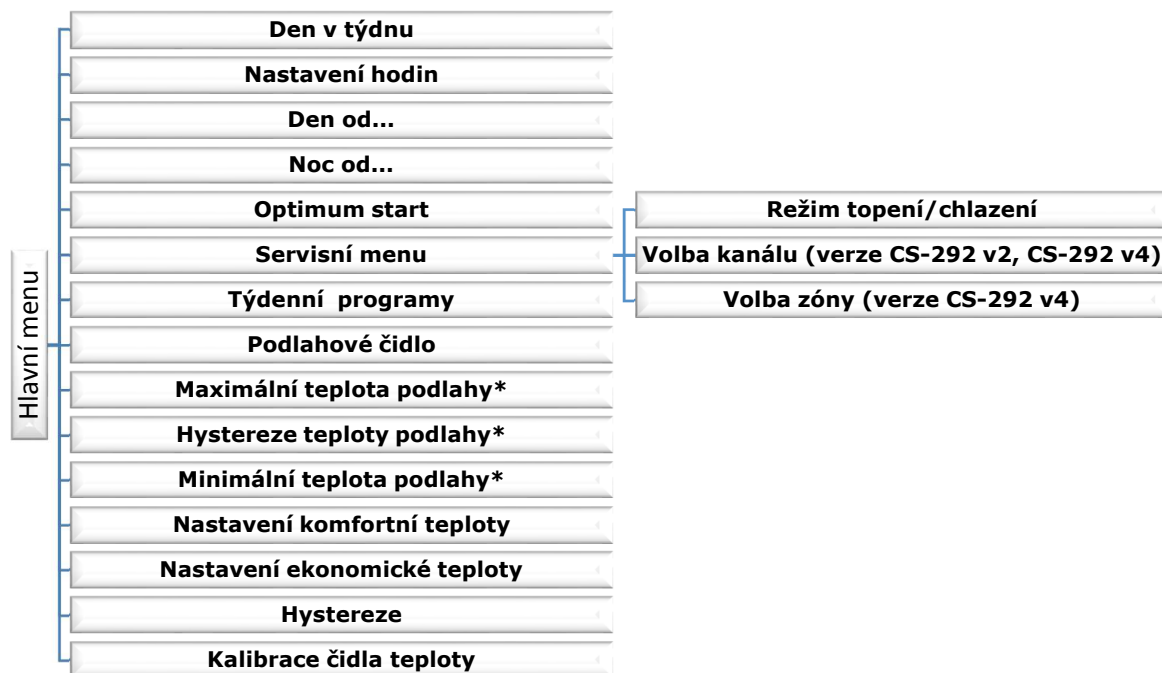 Hlavní menu
Den v týdnu
Nastavení hodin
Den od...
Noc od...
Optimum start
Servisní menu
Režim topení/chlazení
Volba kanálu (verze CS-292 v2, CS-292 v4)
Volba zóny (verze CS-292 v4)
Týdenní programy
Podlahové čidlo
Maximální teplota podlahy*
Hystereze teploty podlahy*
Minimální teplota podlahy*
Nastavení komfortní teploty
Nastavení ekonomické teploty
Hystereze
Kalibrace čidla teploty